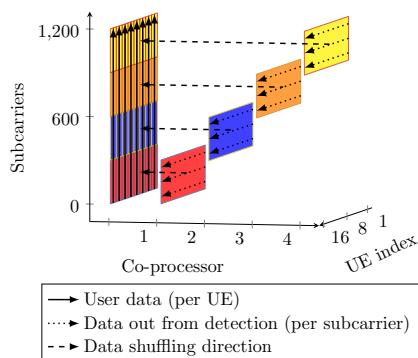 1,200
600
0
Subcarriers
1
2
3
4
Co-processor
16
8
1
UE index
User data (per UE)
Data out from detection (per subcarrier)
Data shuffling direction